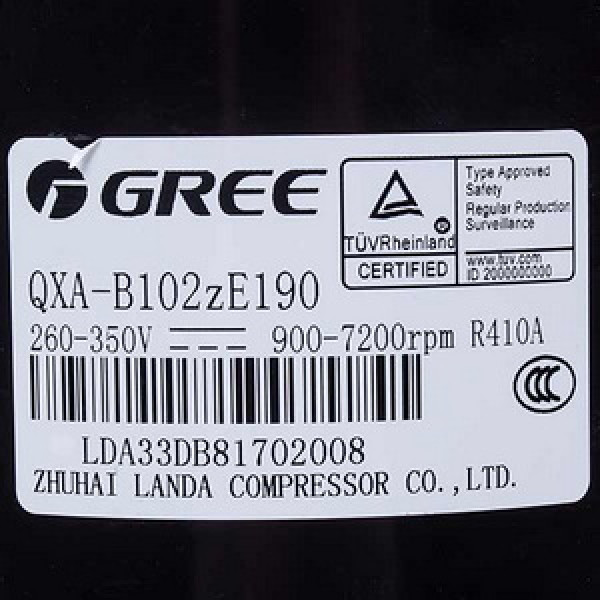 GREE
TÜVRheinland
CERTIFIED
Type Approved
Safety
Regular Production
Surveillance
www.tuv.com
ID 2000000000
QXA-B102zE190
260-350V 900-7200rpm R410A
LDA33DB81702008
ZHUHAI LANDA COMPRESSOR CO.,LTD.